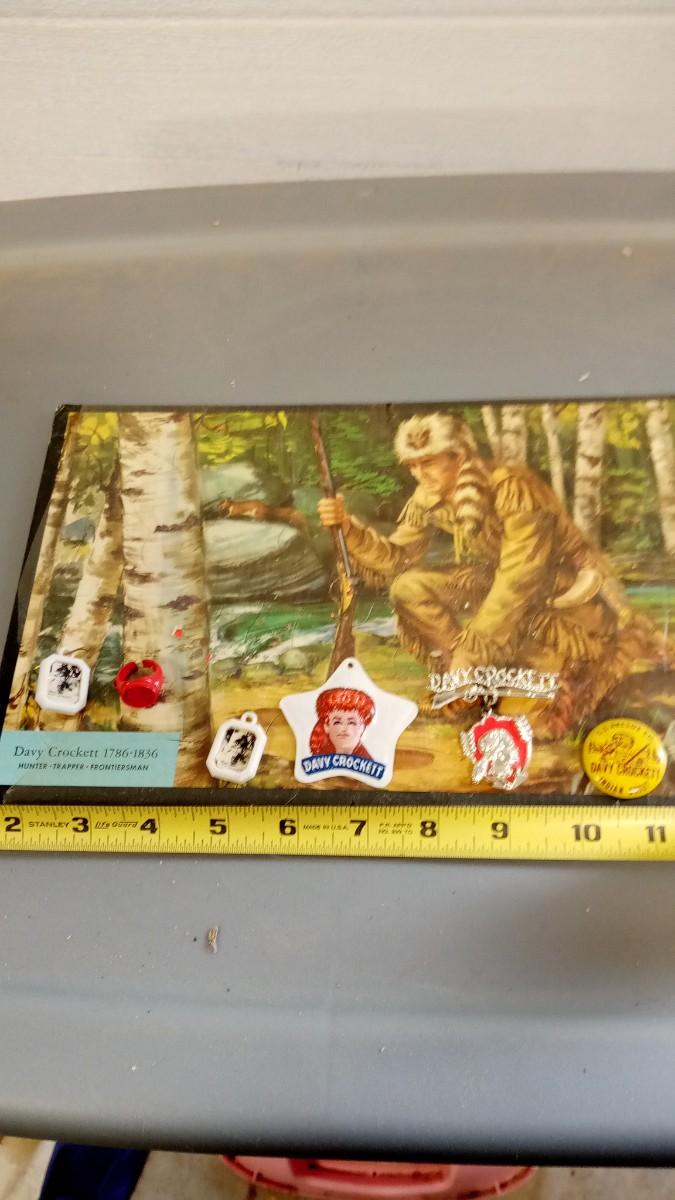 DAVY CROCKETT
Davy Crockett 1786-1836
HUNTER · TRAPPER · FRONTIERSMAN
DAVY CROCKETT
DAVY CROCKETT
INDIAN
2 STANLEY 3 Life Guard 4 5 6 MADE IN U.S.A. 7 8 9 10 11